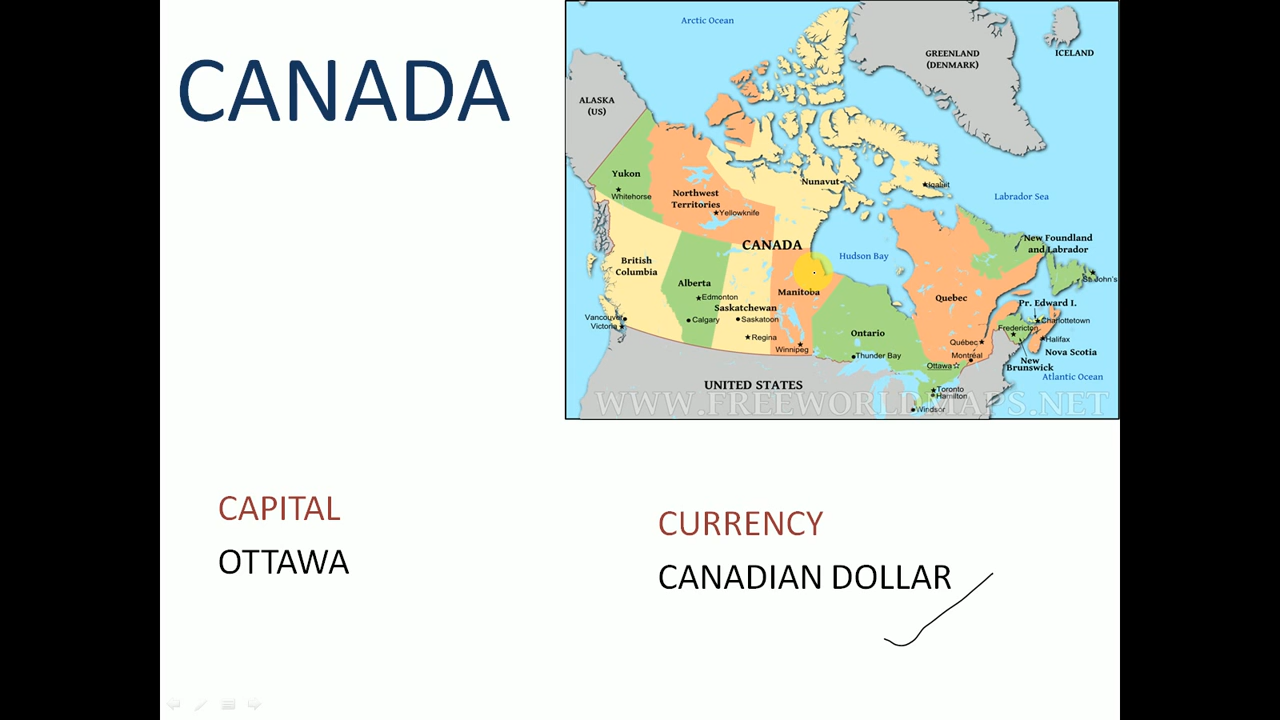 CANADA
Arctic Ocean
GREENLAND
(DENMARK)
ICELAND
ALASKA
(US)
Yukon
Whitehorse
Northwest
Territories
Yellowknife
Nunavut
Iqaluit
Labrador Sea
CANADA
Hudson Bay
New Foundland
and Labrador
St. John's
British
Columbia
Alberta
Edmonton
Calgary
Saskatchewan
Saskatoon
Regina
Manitoba
Winnipeg
Vancouver
Victoria
Ontario
Thunder Bay
Quebec
Québec
Montréal
Ottawa
Pr. Edward I.
Charlottetown
Fredericton
Halifax
Nova Scotia
New
Brunswick
Atlantic Ocean
UNITED STATES
Toronto
Hamilton
Windsor
WWW.FREEWORLDMAPS.NET
CAPITAL
OTTAWA
CURRENCY
CANADIAN DOLLAR